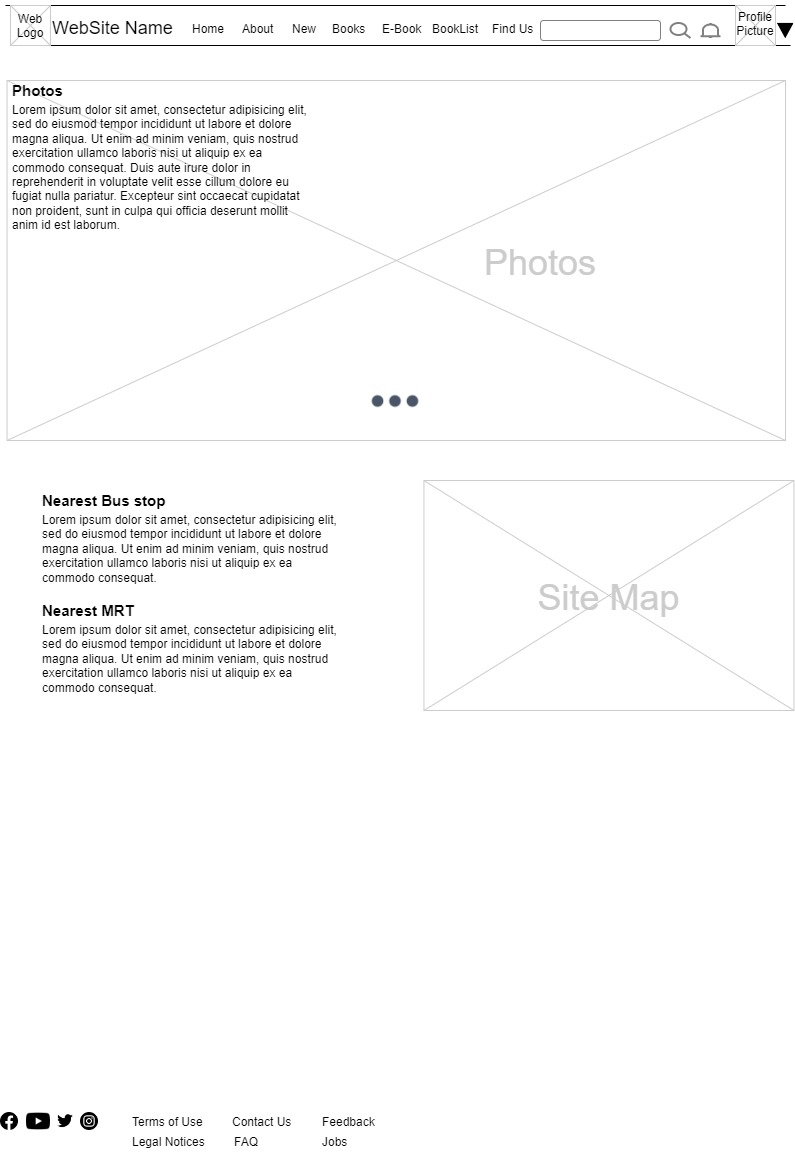 Web
Logo
WebSite Name
Home
About
New
Books
E-Book
BookList
Find Us
Profile
Picture
Photos
Lorem ipsum dolor sit amet, consectetur adipisicing elit,
sed do eiusmod tempor incididunt ut labore et dolore
magna aliqua. Ut enim ad minim veniam, quis nostrud
exercitation ullamco laboris nisi ut aliquip ex ea
commodo consequat. Duis aute irure dolor in
reprehenderit in voluptate velit esse cillum dolore eu
fugiat nulla pariatur. Excepteur sint occaecat cupidatat
non proident, sunt in culpa qui officia deserunt mollit
anim id est laborum.
Photos
Nearest Bus stop
Lorem ipsum dolor sit amet, consectetur adipisicing elit,
sed do eiusmod tempor incididunt ut labore et dolore
magna aliqua. Ut enim ad minim veniam, quis nostrud
exercitation ullamco laboris nisi ut aliquip ex ea
commodo consequat.
Nearest MRT
Lorem ipsum dolor sit amet, consectetur adipisicing elit,
sed do eiusmod tempor incididunt ut labore et dolore
magna aliqua. Ut enim ad minim veniam, quis nostrud
exercitation ullamco laboris nisi ut aliquip ex ea
commodo consequat.
Site Map
Terms of Use
Contact Us
Feedback
Legal Notices
FAQ
Jobs